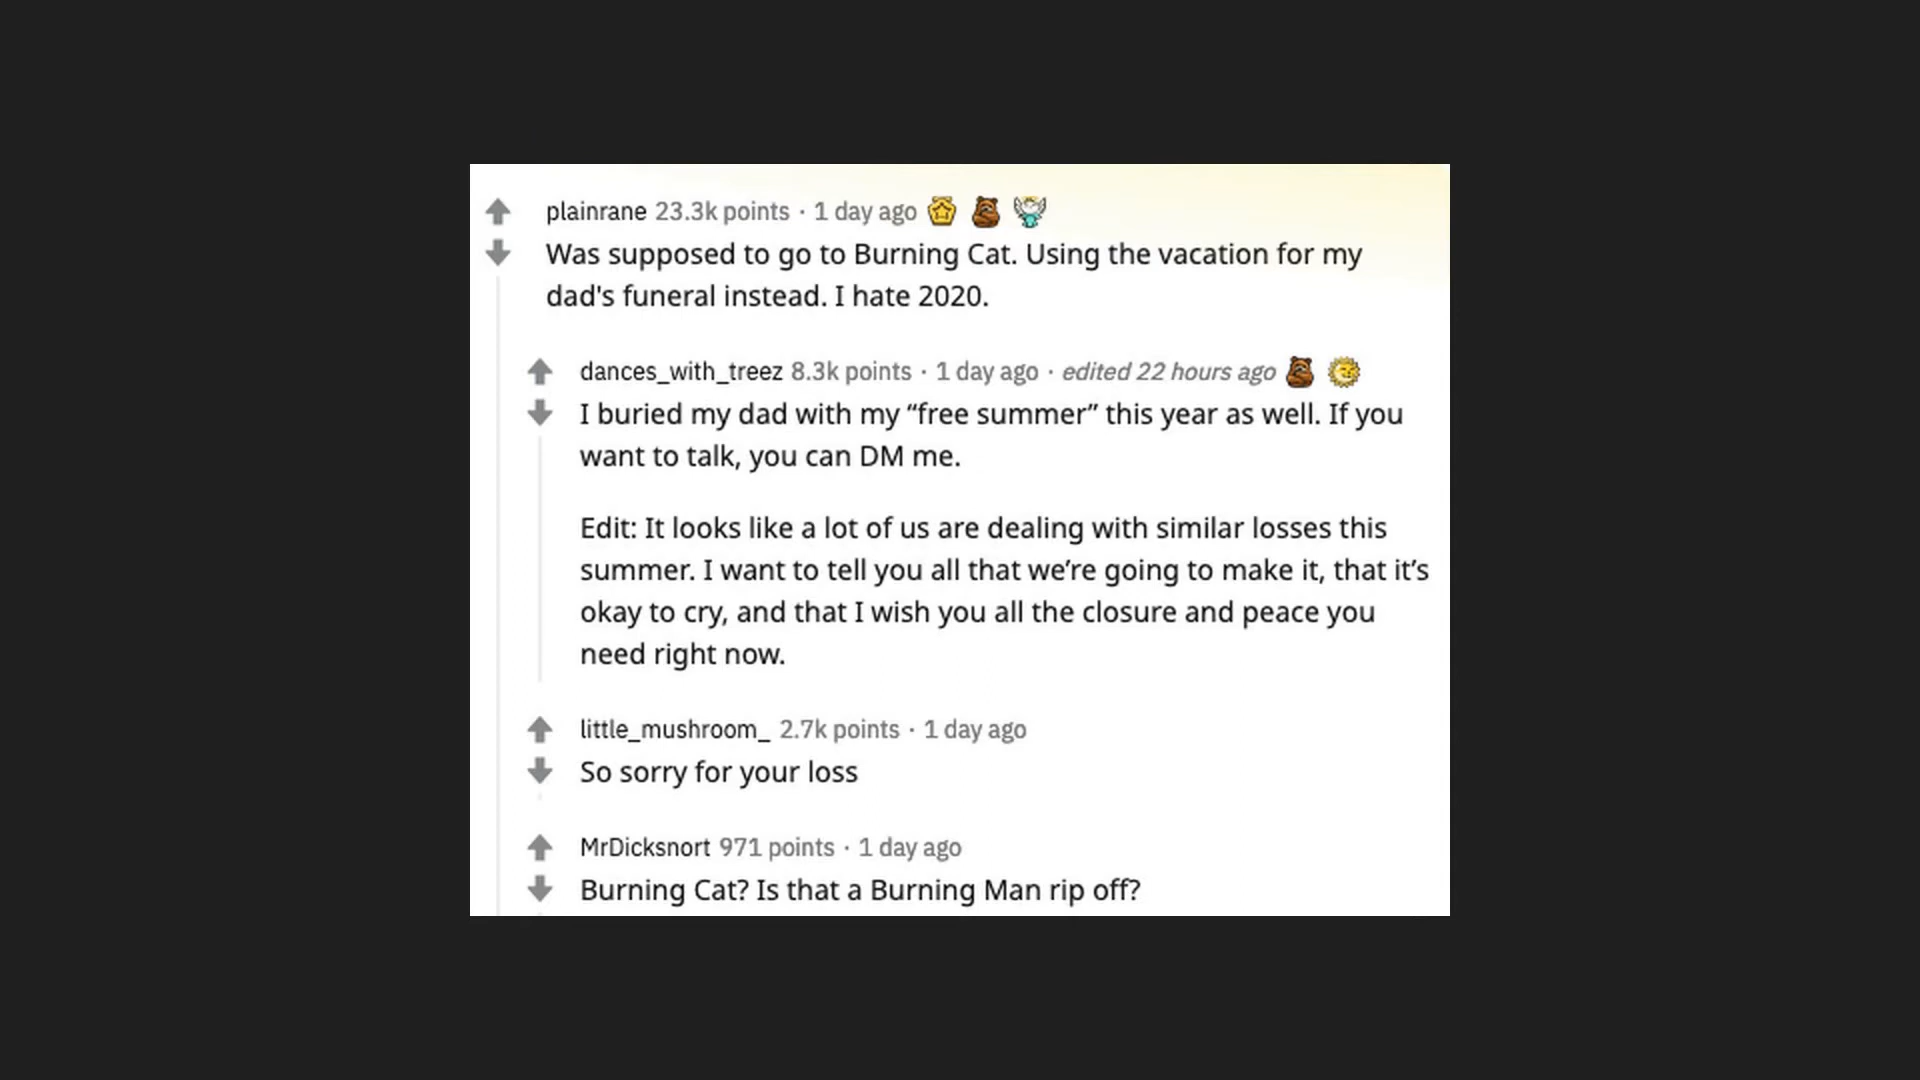 plainrane 23.3k points · 1 day ago
Was supposed to go to Burning Cat. Using the vacation for my
dad's funeral instead. I hate 2020.
dances_with_treez 8.3k points · 1 day ago · edited 22 hours ago
I buried my dad with my “free summer” this year as well. If you
want to talk, you can DM me.
Edit: It looks like a lot of us are dealing with similar losses this
summer. I want to tell you all that we’re going to make it, that it’s
okay to cry, and that I wish you all the closure and peace you
need right now.
little_mushroom_ 2.7k points · 1 day ago
So sorry for your loss
MrDicksnort 971 points · 1 day ago
Burning Cat? Is that a Burning Man rip off?